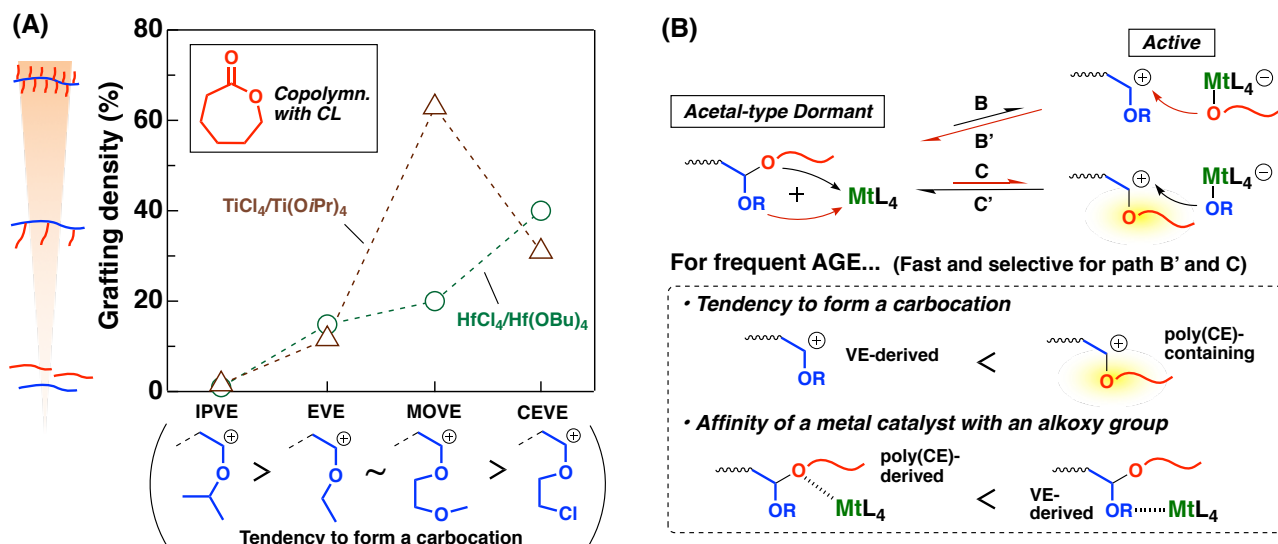 (A)
80
60
40
20
0
Grafting density (%)
O
O
Copolymn.
with CL
TiCl4/Ti(OiPr)4
HfCl4/Hf(OBu)4
IPVE EVE MOVE CEVE
+ + + +
O > O ~ O > O
O Cl
Tendency to form a carbocation
(B)
Active
Acetal-type Dormant
B
B'
+
OR
MtL4 −
O
O
OR
+
MtL4
C
C'
+
O
MtL4 −
OR
For frequent AGE... (Fast and selective for path B' and C)
• Tendency to form a carbocation
+
OR
VE-derived
<
+
O
poly(CE)-
containing
• Affinity of a metal catalyst with an alkoxy group
O
OR
MtL4
poly(CE)-
derived
<
VE-
derived
O
OR
MtL4